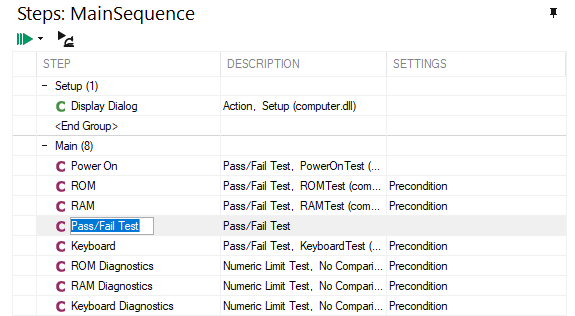 Steps: MainSequence
STEP DESCRIPTION SETTINGS
Setup (1)
Display Dialog Action, Setup (computer.dll)
<End Group>
Main (8)
Power On Pass/Fail Test, PowerOnTest (...
ROM Pass/Fail Test, ROMTest (com... Precondition
RAM Pass/Fail Test, RAMTest (com... Precondition
Pass/Fail Test Pass/Fail Test
Keyboard Pass/Fail Test, KeyboardTest (... Precondition
ROM Diagnostics Numeric Limit Test, No Compari... Precondition
RAM Diagnostics Numeric Limit Test, No Compari... Precondition
Keyboard Diagnostics Numeric Limit Test, No Compari... Precondition